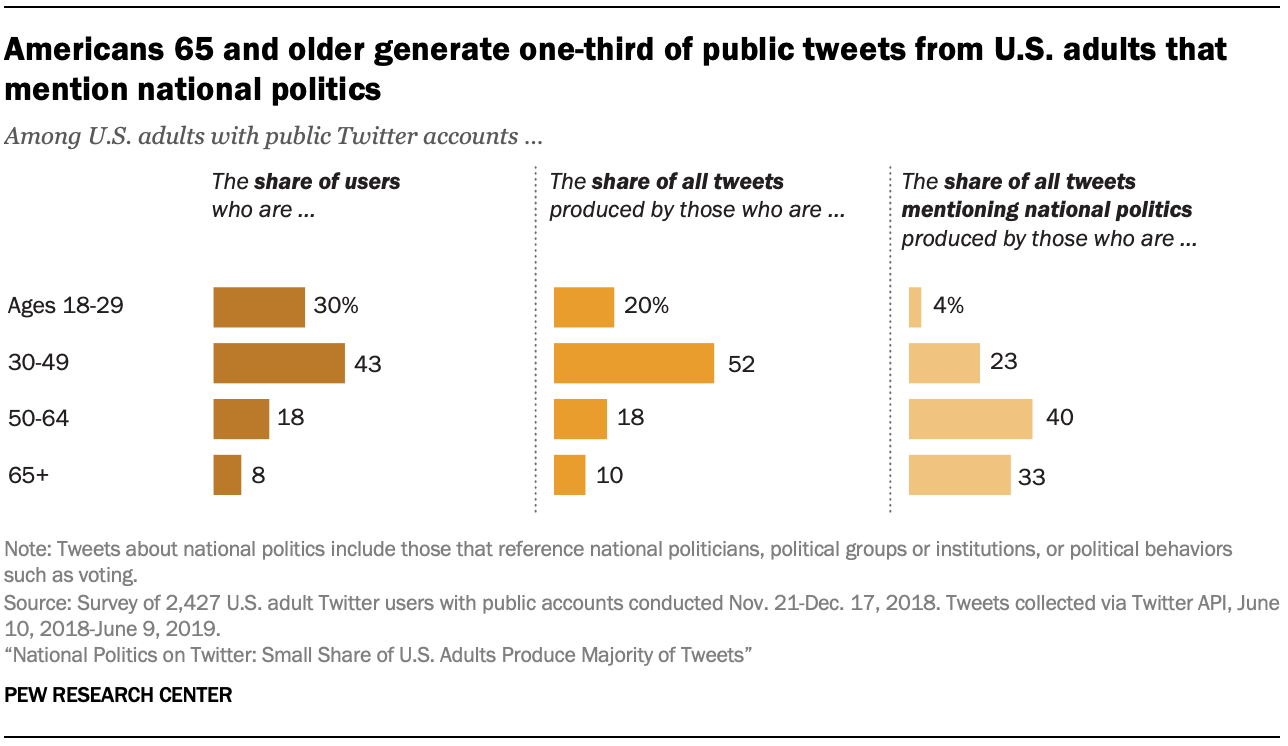 Americans 65 and older generate one-third of public tweets from U.S. adults that
mention national politics
Among U.S. adults with public Twitter accounts ...
The share of users
who are ...
The share of all tweets
produced by those who are ...
The share of all tweets
mentioning national politics
produced by those who are ...
Ages 18-29 30% 20% 4%
30-49 43 52 23
50-64 18 18 40
65+ 8 10 33
Note: Tweets about national politics include those that reference national politicians, political groups or institutions, or political behaviors
such as voting.
Source: Survey of 2,427 U.S. adult Twitter users with public accounts conducted Nov. 21-Dec. 17, 2018. Tweets collected via Twitter API, June
10, 2018-June 9, 2019.
“National Politics on Twitter: Small Share of U.S. Adults Produce Majority of Tweets”
PEW RESEARCH CENTER